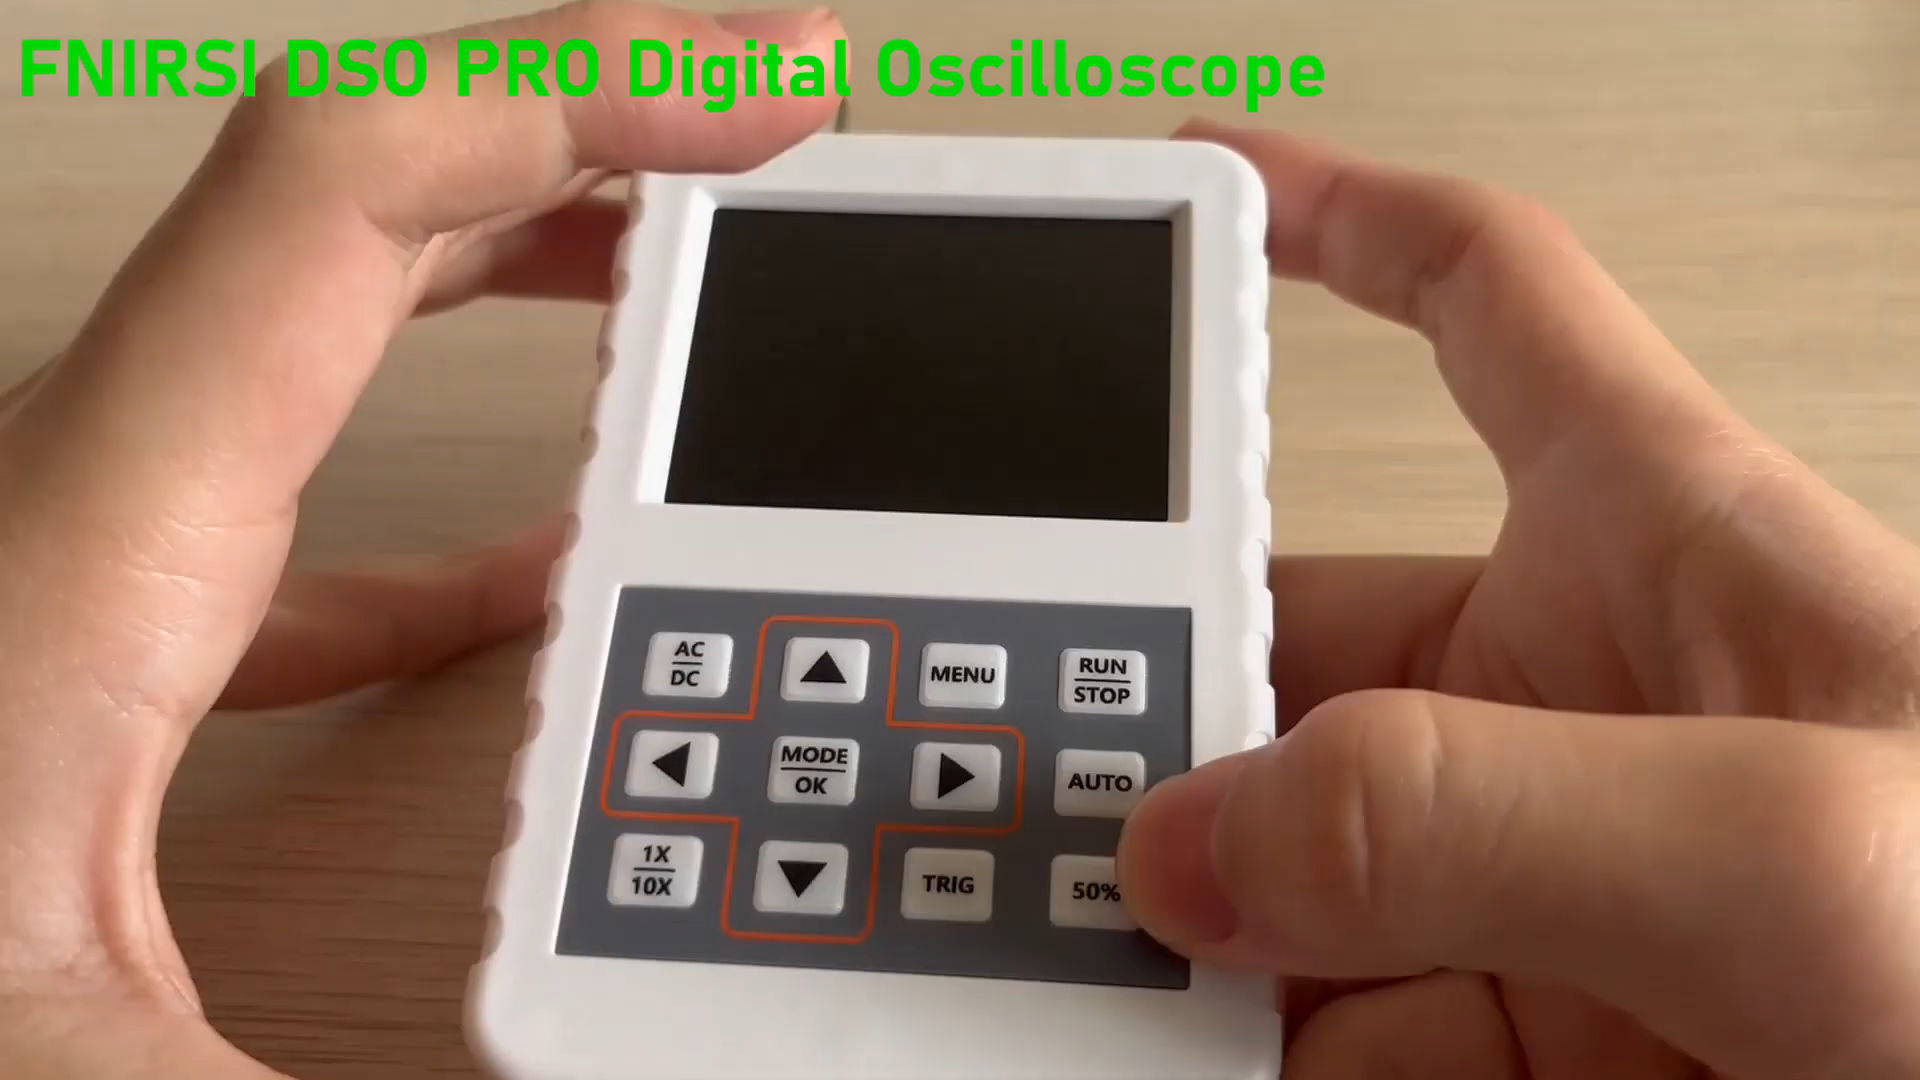 FNIRSI DSO PRO Digital Oscilloscope
AC
DC
MENU
RUN
STOP
MODE
OK
AUTO
1X
10X
TRIG
50%